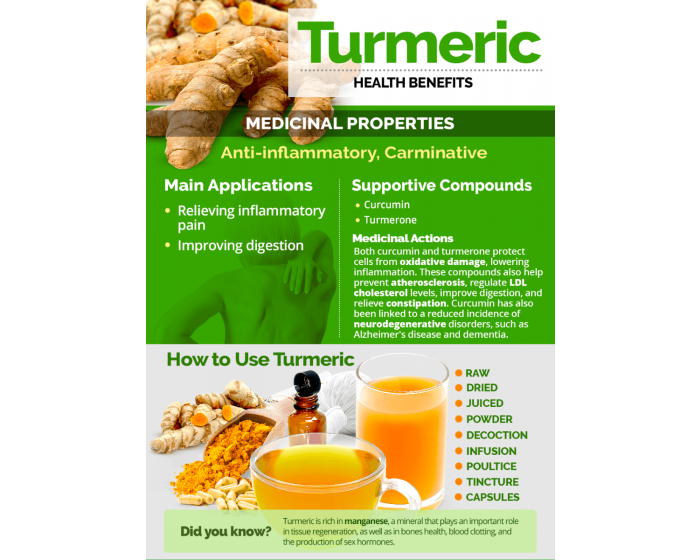 Turmeric
HEALTH BENEFITS
MEDICINAL PROPERTIES
Anti-inflammatory, Carminative
Main Applications
• Relieving inflammatory
pain
• Improving digestion
Supportive Compounds
• Curcumin
• Turmerone
Medicinal Actions
Both curcumin and turmerone protect
cells from oxidative damage, lowering
inflammation. These compounds also help
prevent atherosclerosis, regulate LDL
cholesterol levels, improve digestion, and
relieve constipation. Curcumin has also
been linked to a reduced incidence of
neurodegenerative disorders, such as
Alzheimer's disease and dementia.
How to Use Turmeric
• RAW
• DRIED
• JUICED
• POWDER
• DECOCTION
• INFUSION
• POULTICE
• TINCTURE
• CAPSULES
Did you know?
Turmeric is rich in manganese, a mineral that plays an important role
in tissue regeneration, as well as in bones health, blood clotting, and
the production of sex hormones.